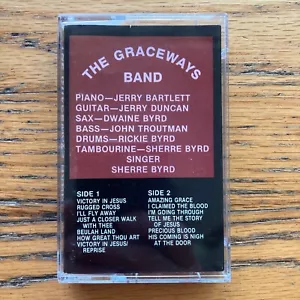 THE GRACEWAYS
BAND
PIANO—JERRY BARTLETT
GUITAR—JERRY DUNCAN
SAX—DWAINE BYRD
BASS—JOHN TROUTMAN
DRUMS—RICKIE BYRD
TAMBOURINE—SHERRE BYRD
SINGER
SHERRE BYRD
SIDE 1
VICTORY IN JESUS
RUGGED CROSS
I'LL FLY AWAY
JUST A CLOSER WALK
WITH THEE
BEULAH LAND
HOW GREAT THOU ART
VICTORY IN JESUS/
REPRISE
SIDE 2
AMAZING GRACE
I CLAIMED THE BLOOD
I'M GOING THROUGH
TELL ME THE STORY
OF JESUS
PRECIOUS BLOOD
HIS COMING IS NIGH
AT THE DOOR